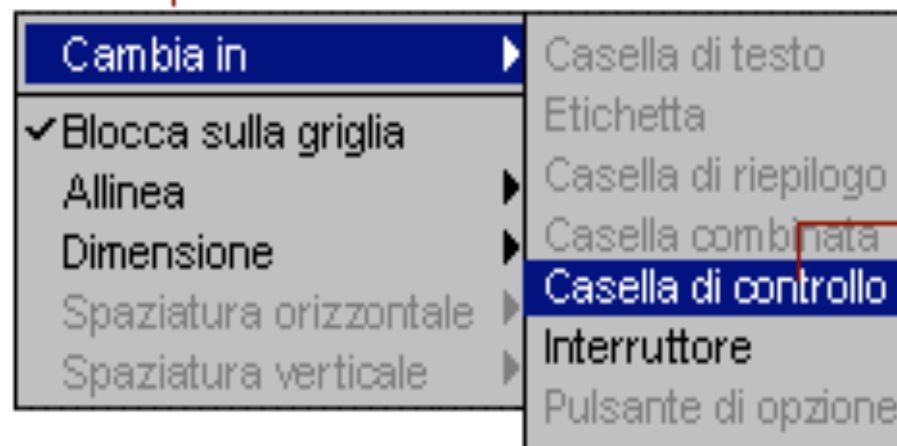 Cambia in
✓Blocca sulla griglia
Allinea
Dimensione
Spaziatura orizzontale
Spaziatura verticale
Casella di testo
Etichetta
Casella di riepilogo
Casella combinata
Casella di controllo
Interruttore
Pulsante di opzione